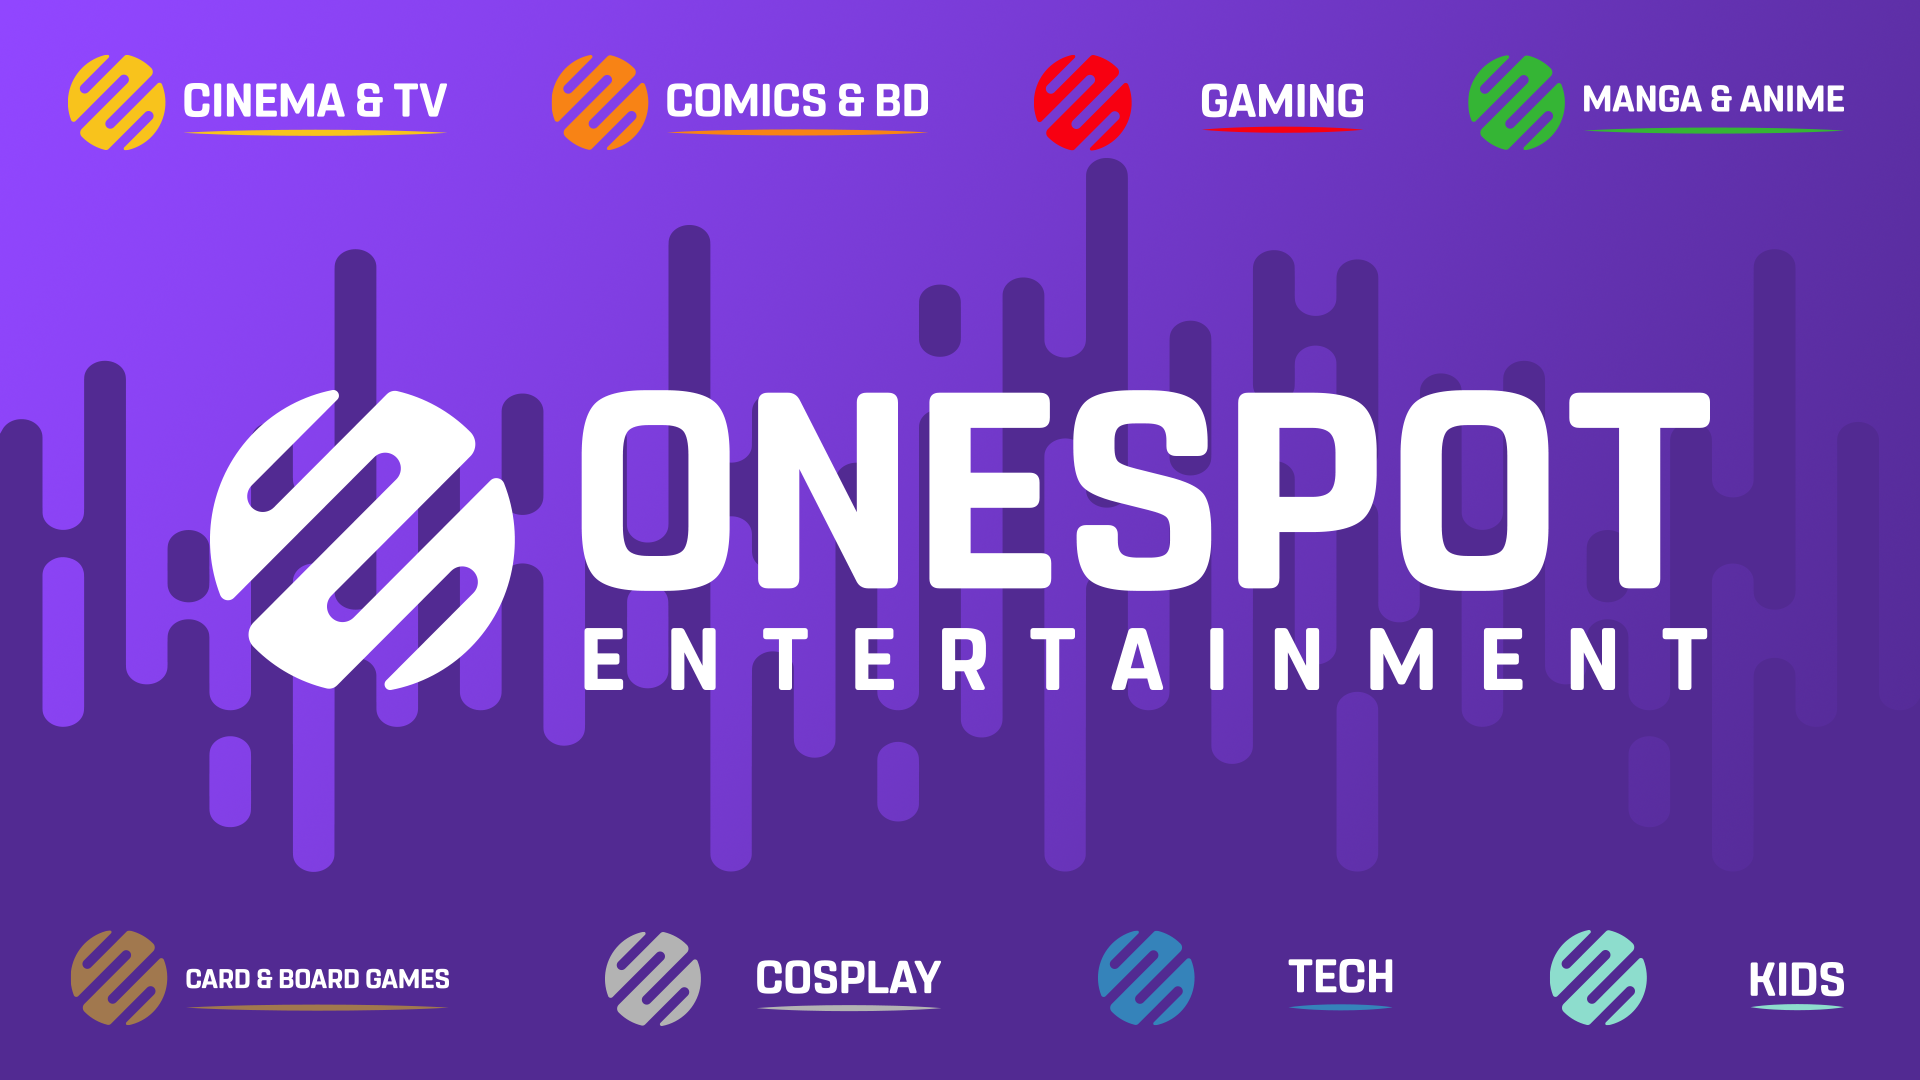 CINEMA & TV
COMICS & BD
GAMING
MANGA & ANIME
ONESPOT
ENTERTAINMENT
CARD & BOARD GAMES
COSPLAY
TECH
KIDS